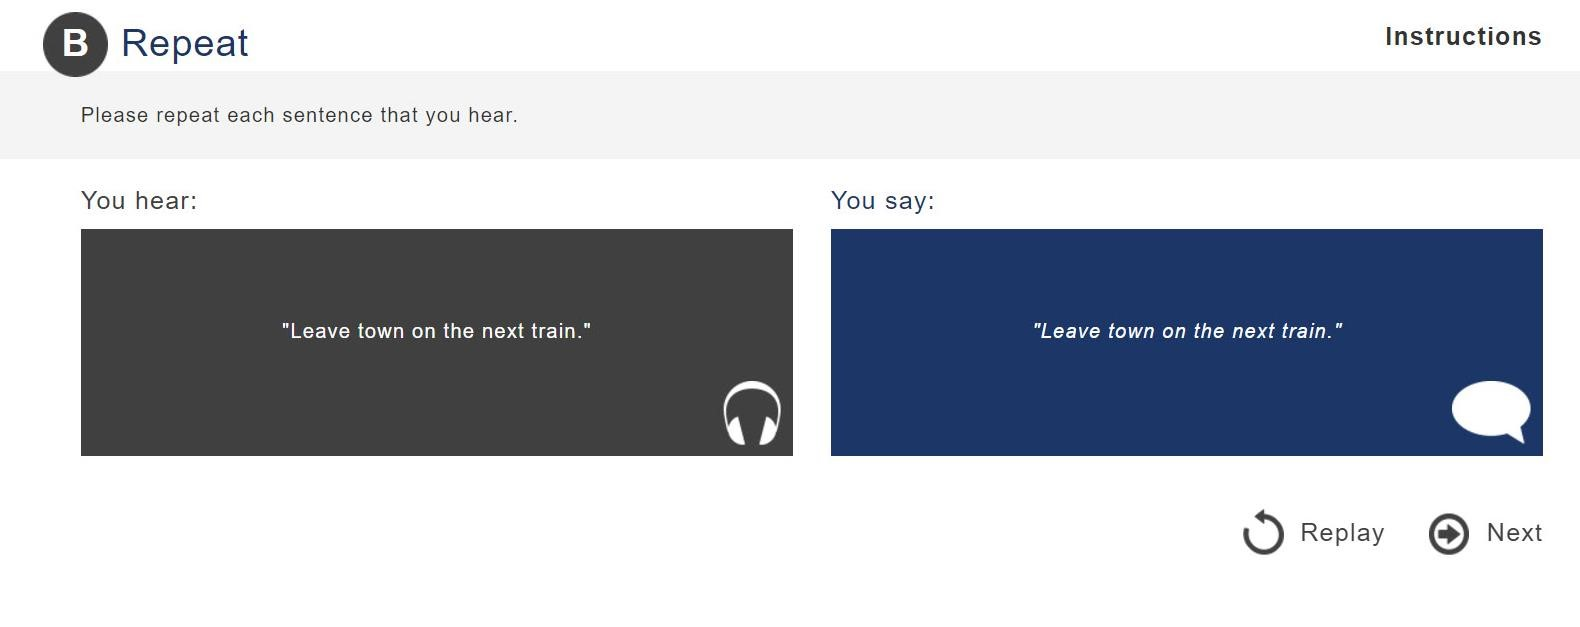 B Repeat
Instructions
Please repeat each sentence that you hear.
You hear:
"Leave town on the next train."
You say:
"Leave town on the next train."
Replay
Next